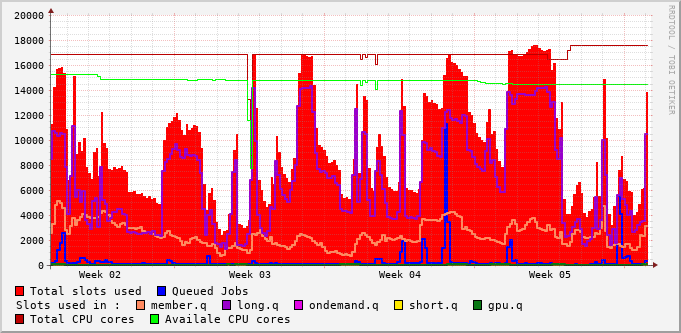 20000
18000
16000
14000
12000
10000
8000
6000
4000
2000
0
Week 02 Week 03 Week 04 Week 05
RRDTOOL / TOBI OETIKER
Total slots used Queued Jobs
Slots used in : member.q long.q ondemand.q short.q gpu.q
Total CPU cores Availale CPU cores